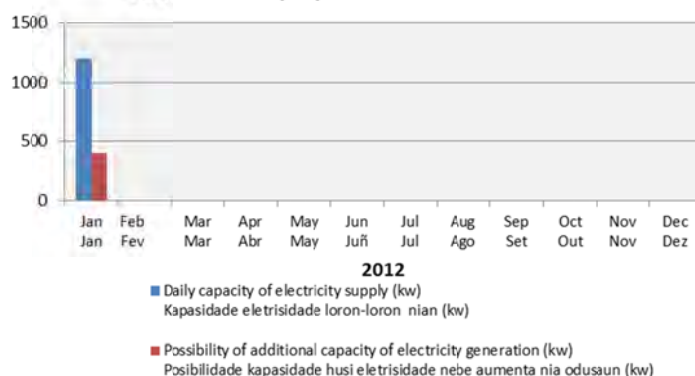 1500
1000
500
0
Jan Feb Mar Apr May Jun Jul Aug Sep Oct Nov Dec
Jan Fev Mar Abr May Juñ Jul Ago Set Out Nov Dez
2012
Daily capacity of electricity supply (kw)
Kapasidade eletrisidade loron-loron nian (kw)
Possibility of additional capacity of electricity generation (kw)
Posibilidade kapasidade husi eletrisidade nebe aumenta nia odusaun (kw)